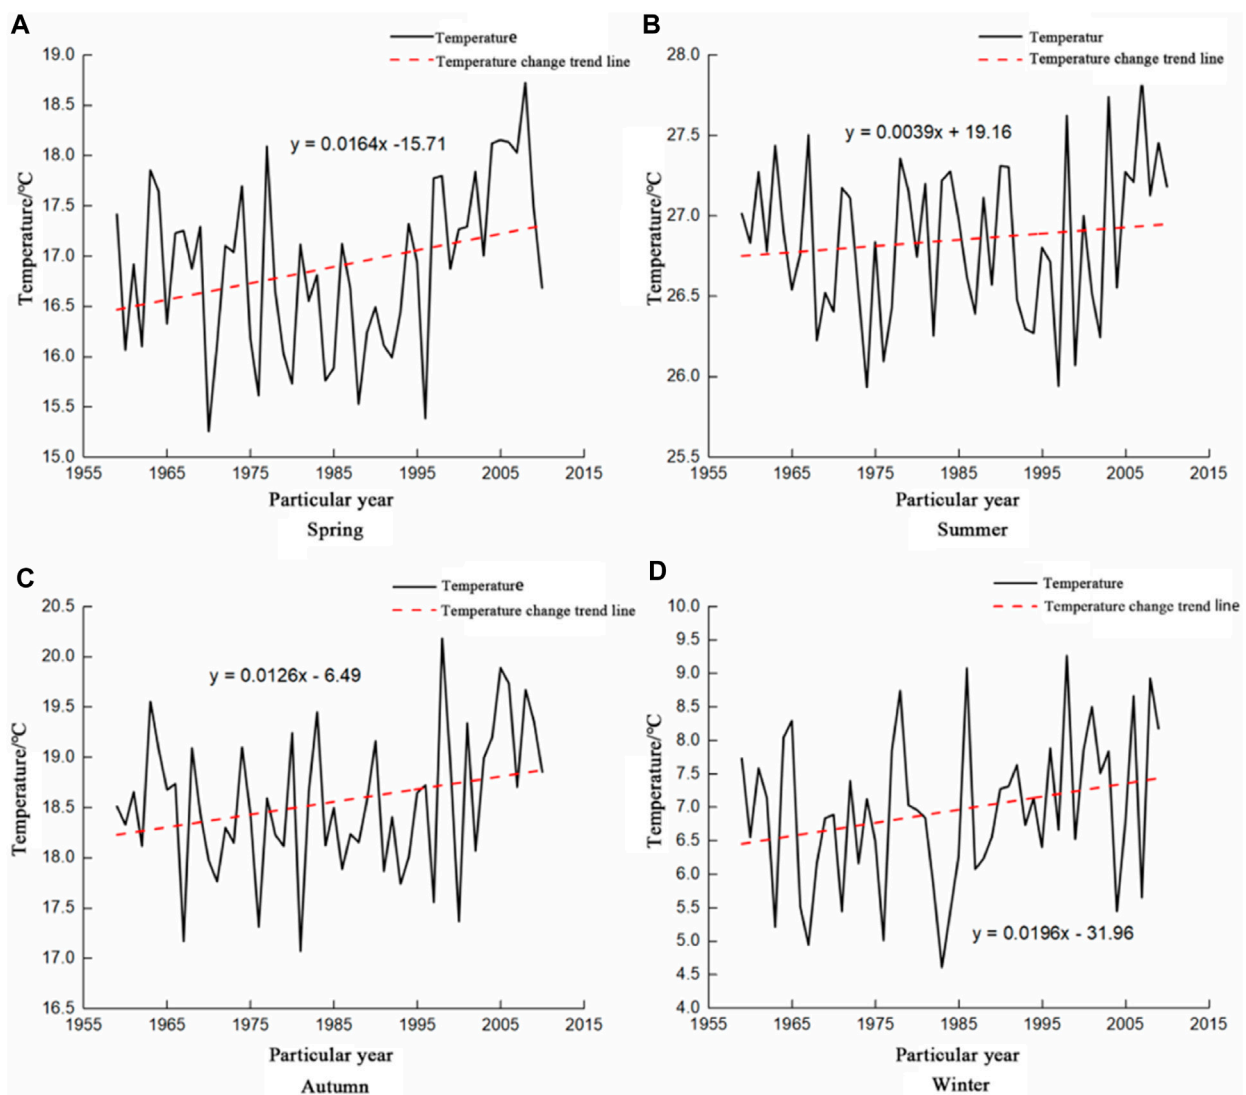 A
Temperature
Temperature change trend line
19.0
18.5
18.0
17.5
17.0
16.5
16.0
15.5
15.0
Temperature/℃
y = 0.0164x -15.71
1955 1965 1975 1985 1995 2005 2015
Particular year
Spring
B
Temperatur
Temperature change trend line
28.0
27.5
27.0
26.5
26.0
25.5
Temperature/℃
y = 0.0039x + 19.16
1955 1965 1975 1985 1995 2005 2015
Particular year
Summer
C
Temperature
Temperature change trend line
20.5
20.0
19.5
19.0
18.5
18.0
17.5
17.0
16.5
Temperature/℃
y = 0.0126x - 6.49
1955 1965 1975 1985 1995 2005 2015
Particular year
Autumn
D
Temperature
Temperature change trend line
10.0
9.5
9.0
8.5
8.0
7.5
7.0
6.5
6.0
5.5
5.0
4.5
4.0
Temperature/℃
y = 0.0196x - 31.96
1955 1965 1975 1985 1995 2005 2015
Particular year
Winter